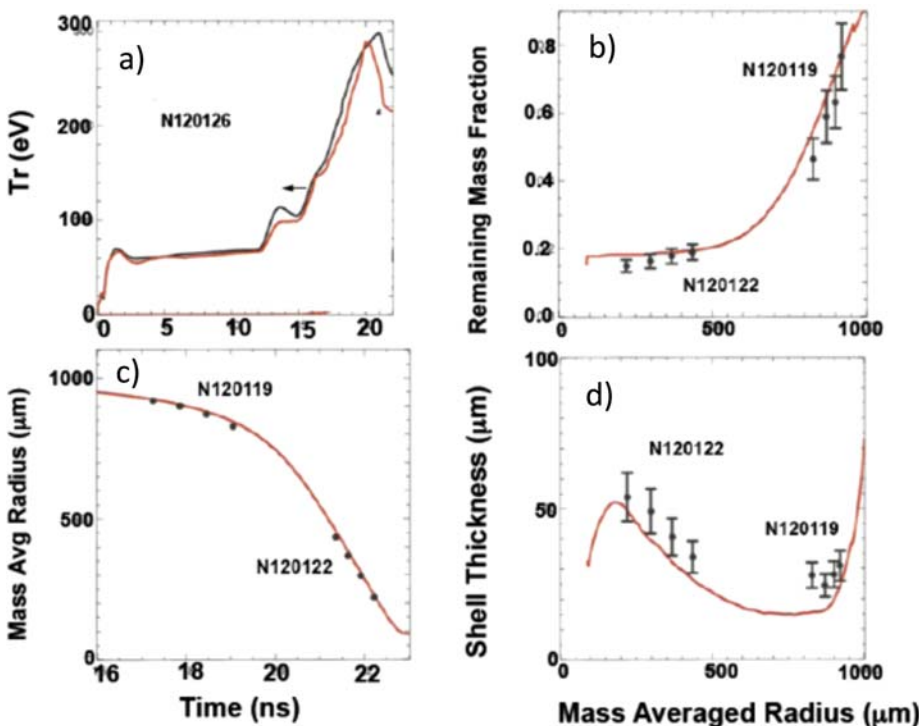 a)
300
200
100
0
Tr (eV)
N120126
0
5
10
15
20
b)
0.8
0.6
0.4
0.2
0.0
Remaining Mass Fraction
N120119
N120122
0
500
1000
c)
1000
500
0
Mass Avg Radius (μm)
N120119
N120122
16
18
20
22
Time (ns)
d)
100
50
0
Shell Thickness (μm)
N120122
N120119
0
500
1000
Mass Averaged Radius (μm)